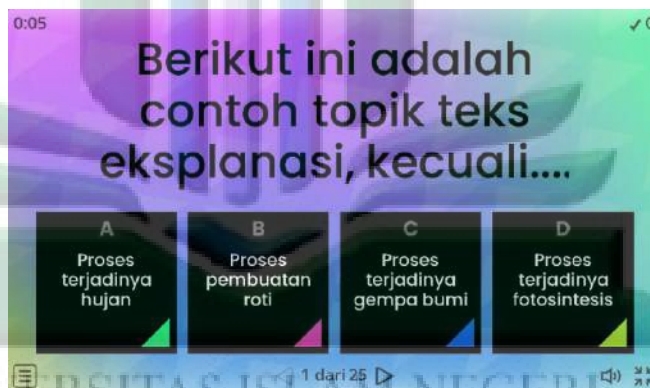 0:05
Berikut ini adalah
contoh topik teks
eksplanasi, kecuali....
A
Proses
terjadinya
hujan
B
Proses
pembuatan
roti
C
Proses
terjadinya
gempa bumi
D
Proses
terjadinya
fotosintesis
1 dari 25